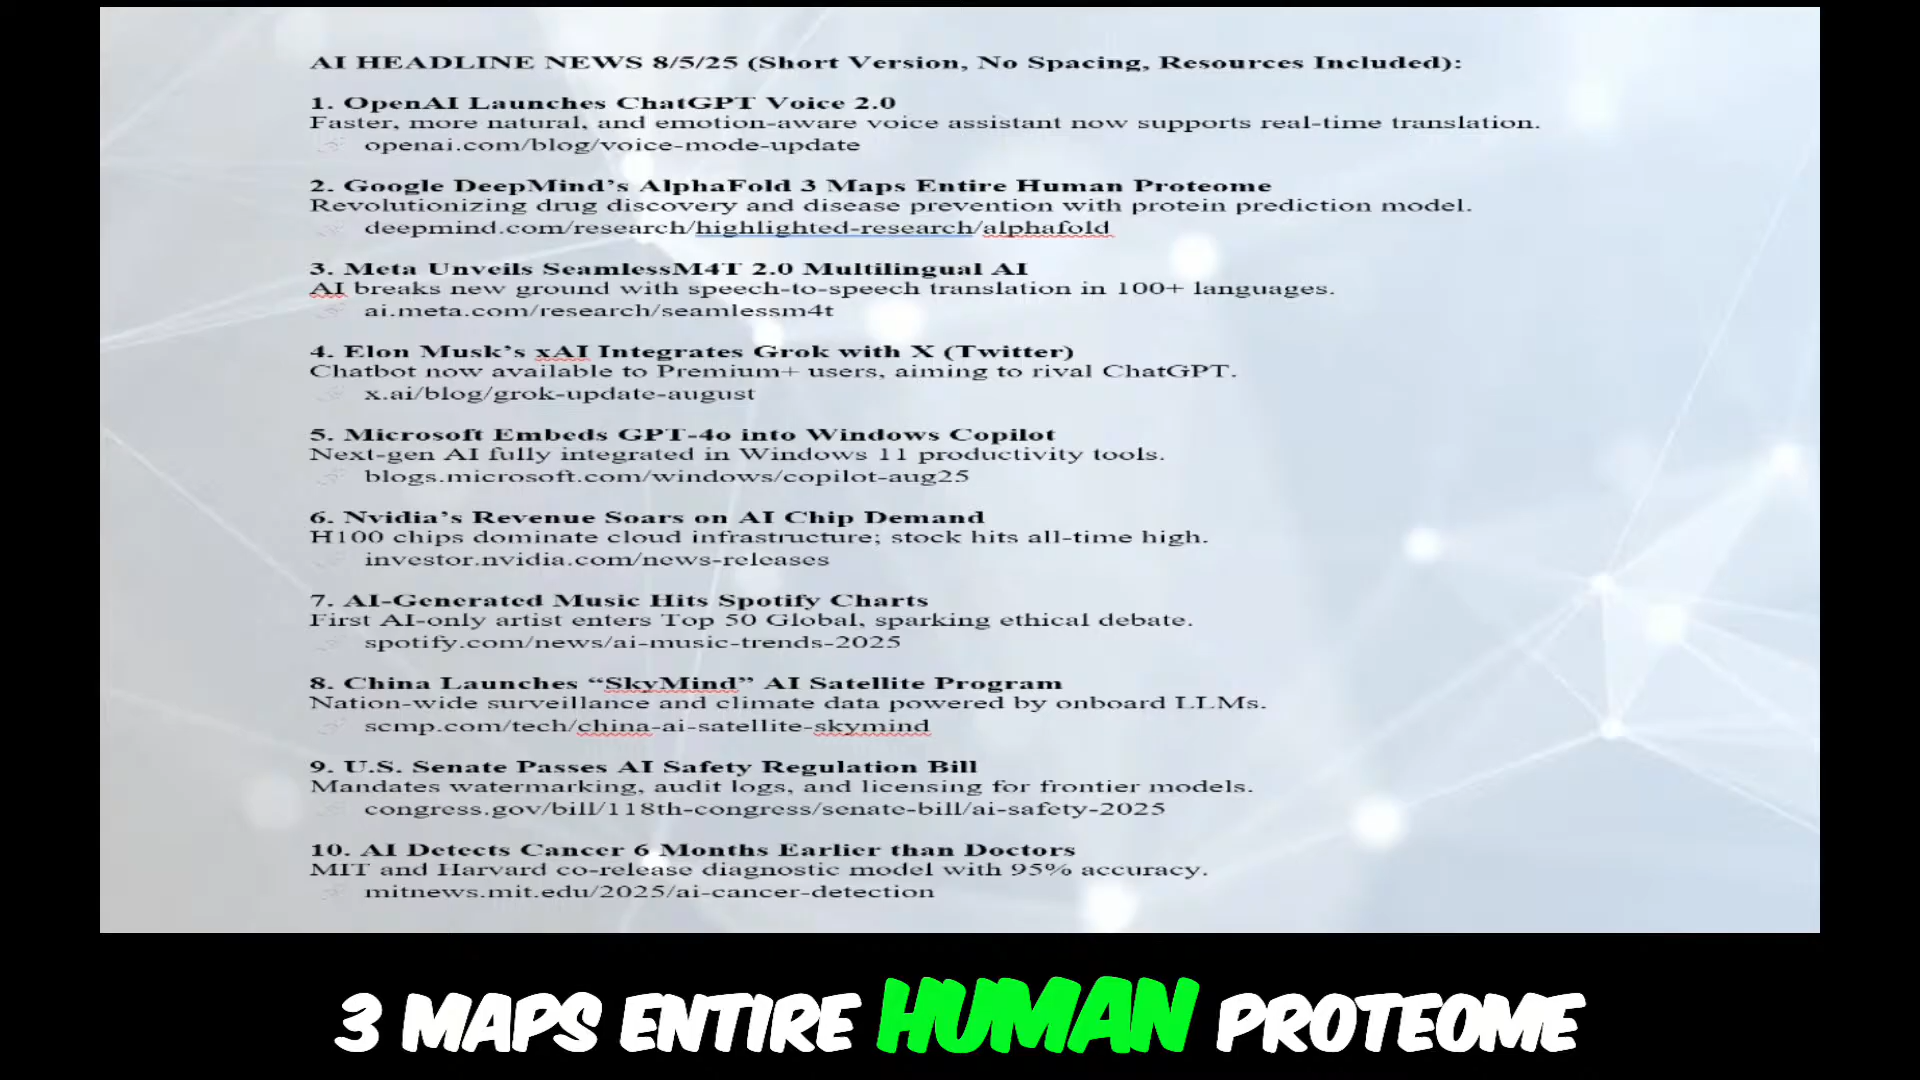 AI HEADLINE NEWS 8/5/25 (Short Version, No Spacing, Resources Included):
1. OpenAI Launches ChatGPT Voice 2.0
Faster, more natural, and emotion-aware voice assistant now supports real-time translation.
openai.com/blog/voice-mode-update
2. Google DeepMind’s AlphaFold 3 Maps Entire Human Proteome
Revolutionizing drug discovery and disease prevention with protein prediction model.
deepmind.com/research/highlighted-research/alphafold
3. Meta Unveils SeamlessM4T 2.0 Multilingual AI
AI breaks new ground with speech-to-speech translation in 100+ languages.
ai.meta.com/research/seamlessm4t
4. Elon Musk’s xAI Integrates Grok with X (Twitter)
Chatbot now available to Premium+ users, aiming to rival ChatGPT.
x.ai/blog/grok-update-august
5. Microsoft Embeds GPT-4o into Windows Copilot
Next-gen AI fully integrated in Windows 11 productivity tools.
blogs.microsoft.com/windows/copilot-aug25
6. Nvidia’s Revenue Soars on AI Chip Demand
H100 chips dominate cloud infrastructure; stock hits all-time high.
investor.nvidia.com/news-releases
7. AI-Generated Music Hits Spotify Charts
First AI-only artist enters Top 50 Global, sparking ethical debate.
spotify.com/news/ai-music-trends-2025
8. China Launches “SkyMind” AI Satellite Program
Nation-wide surveillance and climate data powered by onboard LLMs.
scmp.com/tech/china-ai-satellite-skymind
9. U.S. Senate Passes AI Safety Regulation Bill
Mandates watermarking, audit logs, and licensing for frontier models.
congress.gov/bill/118th-congress/senate-bill/ai-safety-2025
10. AI Detects Cancer 6 Months Earlier than Doctors
MIT and Harvard co-release diagnostic model with 95% accuracy.
mitnews.mit.edu/2025/ai-cancer-detection
3 MAPS ENTIRE HUMAN PROTEOME